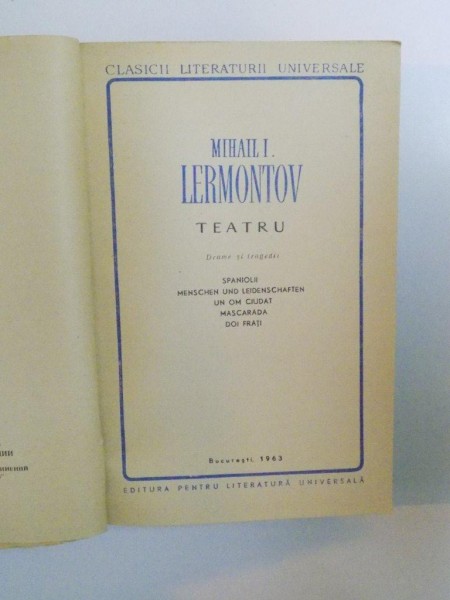 CLASICII LITERATURII UNIVERSALE
MIHAIL I.
LERMONTOV
TEATRU
Drame și tragedii
SPANIOLII
MENSCHEN UND LEIDENSCHAFTEN
UN OM CIUDAT
MASCARADA
DOI FRAȚI
București, 1963
EDITURA PENTRU LITERATURĂ UNIVERSALĂ